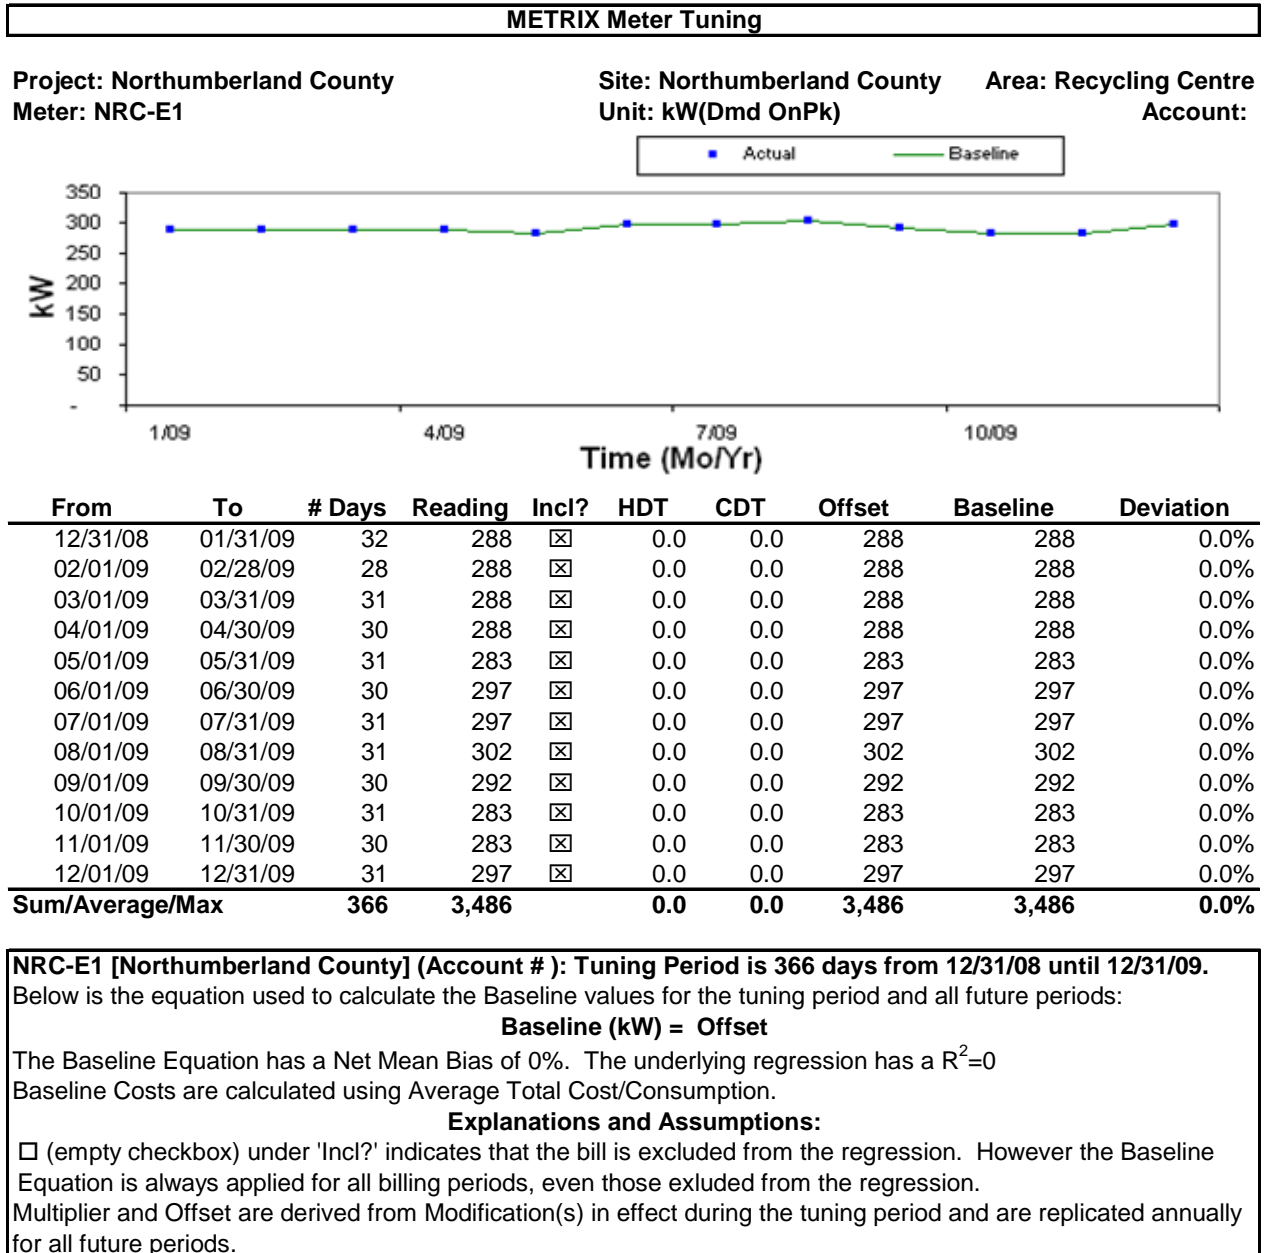 METRIX Meter Tuning
Project: Northumberland County Site: Northumberland County Area: Recycling Centre
Meter: NRC-E1 Unit: kW(Dmd OnPk) Account:
Actual Baseline
350
300
250
200
150
100
50
-
kW
1/09 4/09 7/09 10/09
Time (Mo/Yr)
From To # Days Reading Incl? HDT CDT Offset Baseline Deviation
12/31/08 01/31/09 32 288 ☒ 0.0 0.0 288 288 0.0%
02/01/09 02/28/09 28 288 ☒ 0.0 0.0 288 288 0.0%
03/01/09 03/31/09 31 288 ☒ 0.0 0.0 288 288 0.0%
04/01/09 04/30/09 30 288 ☒ 0.0 0.0 288 288 0.0%
05/01/09 05/31/09 31 283 ☒ 0.0 0.0 283 283 0.0%
06/01/09 06/30/09 30 297 ☒ 0.0 0.0 297 297 0.0%
07/01/09 07/31/09 31 297 ☒ 0.0 0.0 297 297 0.0%
08/01/09 08/31/09 31 302 ☒ 0.0 0.0 302 302 0.0%
09/01/09 09/30/09 30 292 ☒ 0.0 0.0 292 292 0.0%
10/01/09 10/31/09 31 283 ☒ 0.0 0.0 283 283 0.0%
11/01/09 11/30/09 30 283 ☒ 0.0 0.0 283 283 0.0%
12/01/09 12/31/09 31 297 ☒ 0.0 0.0 297 297 0.0%
Sum/Average/Max 366 3,486 0.0 0.0 3,486 3,486 0.0%
NRC-E1 [Northumberland County] (Account # ): Tuning Period is 366 days from 12/31/08 until 12/31/09.
Below is the equation used to calculate the Baseline values for the tuning period and all future periods:
Baseline (kW) = Offset
The Baseline Equation has a Net Mean Bias of 0%. The underlying regression has a R²=0
Baseline Costs are calculated using Average Total Cost/Consumption.
Explanations and Assumptions:
☐ (empty checkbox) under 'Incl?' indicates that the bill is excluded from the regression. However the Baseline
Equation is always applied for all billing periods, even those exluded from the regression.
Multiplier and Offset are derived from Modification(s) in effect during the tuning period and are replicated annually
for all future periods.